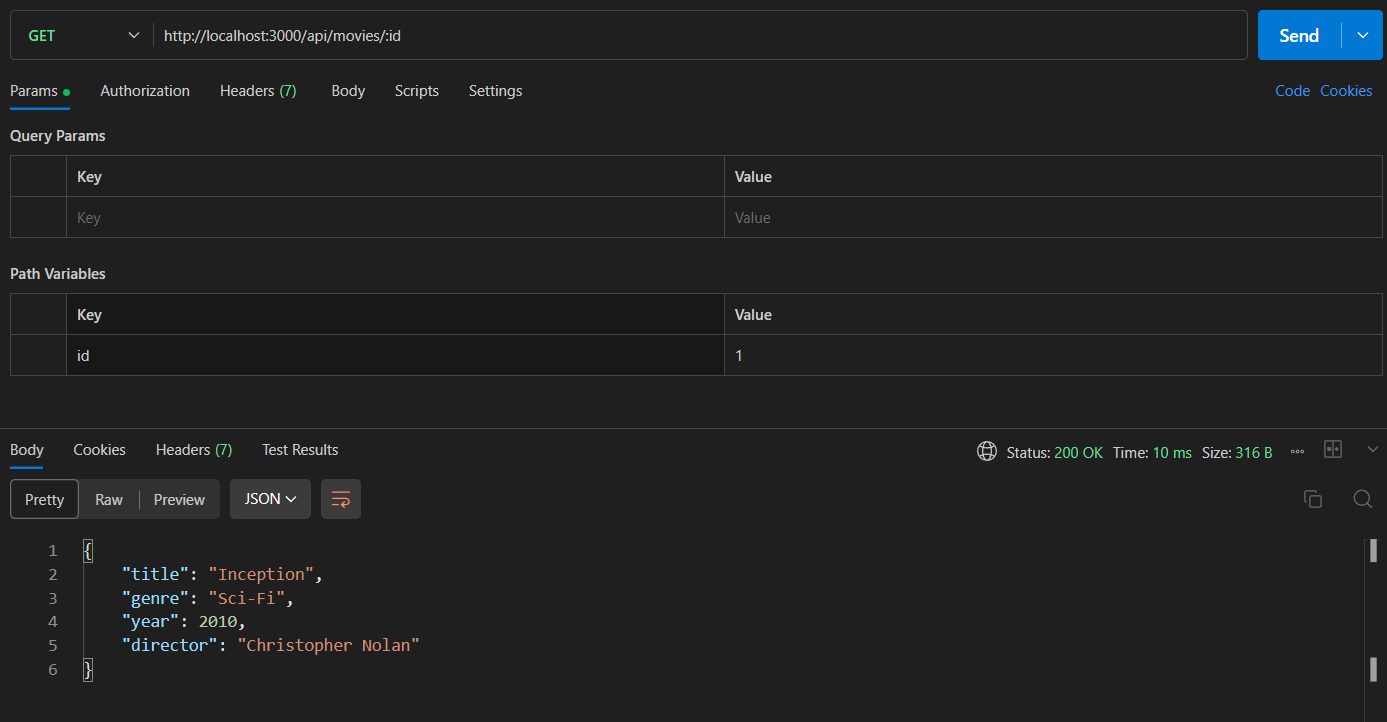 GET http://localhost:3000/api/movies/:id Send
Params Authorization Headers (7) Body Scripts Settings Code Cookies
Query Params
Key Value
Key Value
Path Variables
Key Value
id 1
Body Cookies Headers (7) Test Results Status: 200 OK Time: 10 ms Size: 316 B
Pretty Raw Preview JSON
1 {
2 "title": "Inception",
3 "genre": "Sci-Fi",
4 "year": 2010,
5 "director": "Christopher Nolan"
6 }